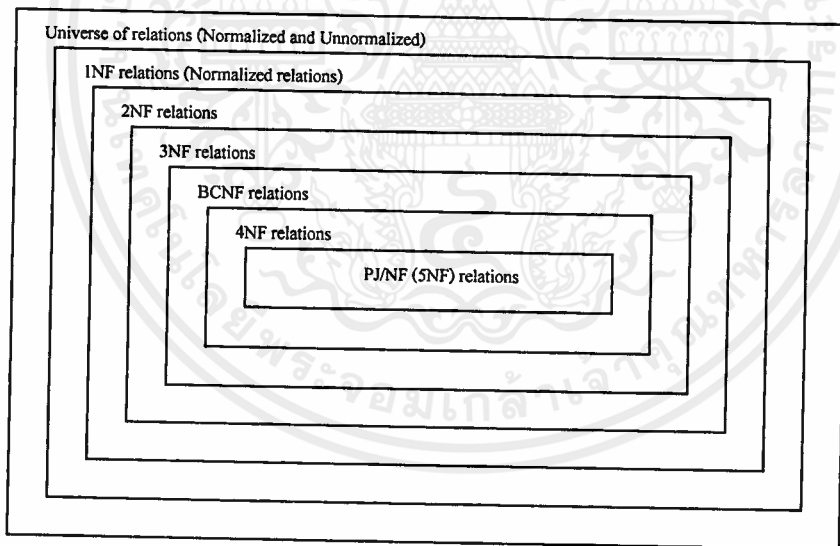 Universe of relations (Normalized and Unnormalized)
1NF relations (Normalized relations)
2NF relations
3NF relations
BCNF relations
4NF relations
PJ/NF (5NF) relations